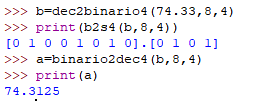 >>> b=dec2binario4(74.33,8,4)
>>> print(b2s4(b,8,4))
[0 1 0 0 1 0 1 0].[0 1 0 1]
>>> a=binario2dec4(b,8,4)
>>> print(a)
74.3125